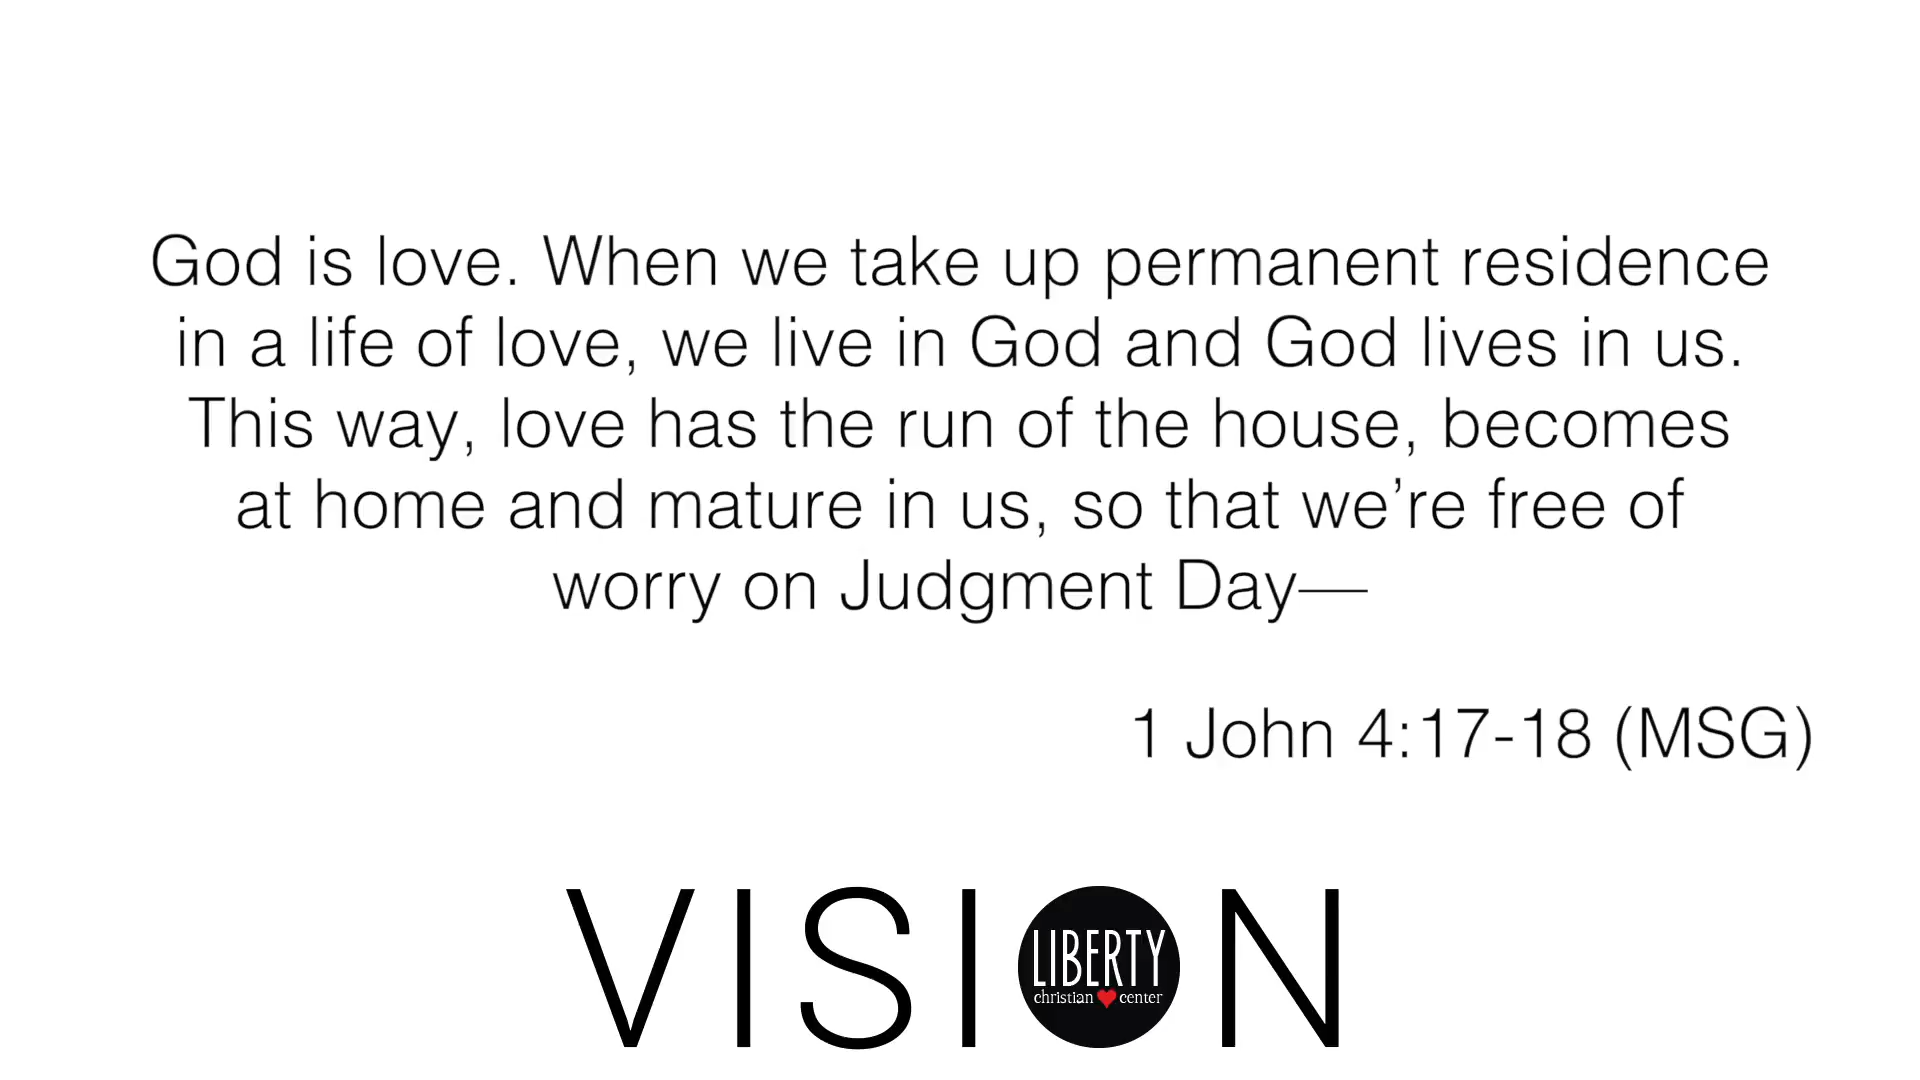 God is love. When we take up permanent residence
in a life of love, we live in God and God lives in us.
This way, love has the run of the house, becomes
at home and mature in us, so that we’re free of
worry on Judgment Day—
1 John 4:17-18 (MSG)
VISION
LIBERTY
christian center